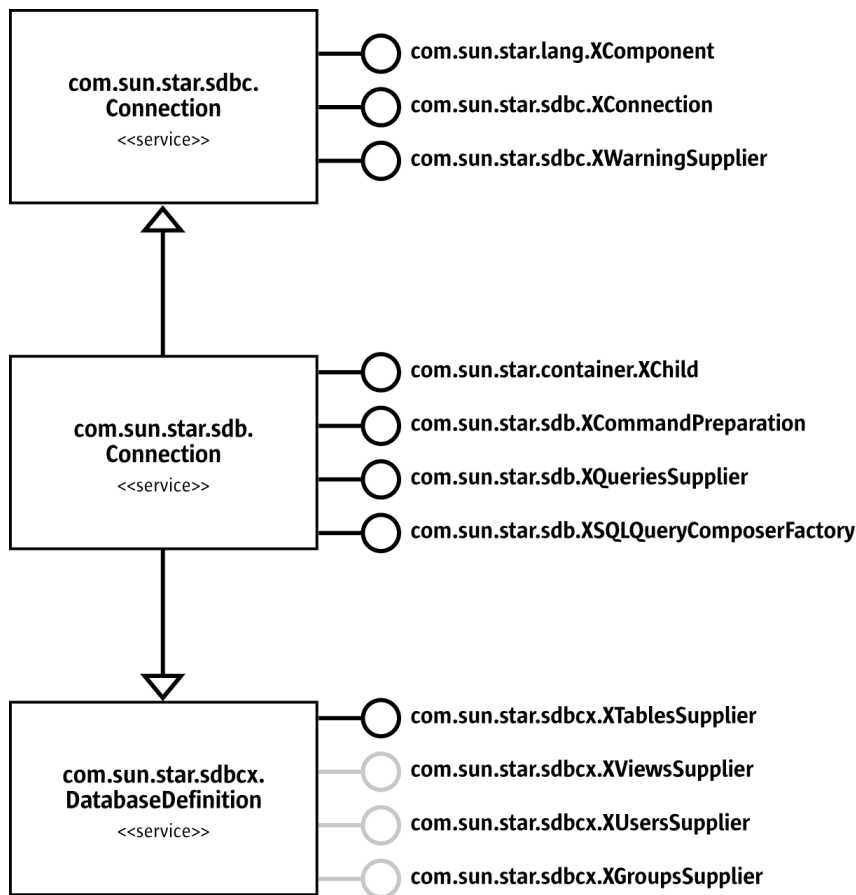 com.sun.star.sdbc.
Connection
<<service>>
com.sun.star.lang.XComponent
com.sun.star.sdbc.XConnection
com.sun.star.sdbc.XWarningSupplier
com.sun.star.sdb.
Connection
<<service>>
com.sun.star.container.XChild
com.sun.star.sdb.XCommandPreparation
com.sun.star.sdb.XQueriesSupplier
com.sun.star.sdb.XSQLQueryComposerFactory
com.sun.star.sdbcx.
DatabaseDefinition
<<service>>
com.sun.star.sdbcx.XTablesSupplier
com.sun.star.sdbcx.XViewsSupplier
com.sun.star.sdbcx.XUsersSupplier
com.sun.star.sdbcx.XGroupsSupplier